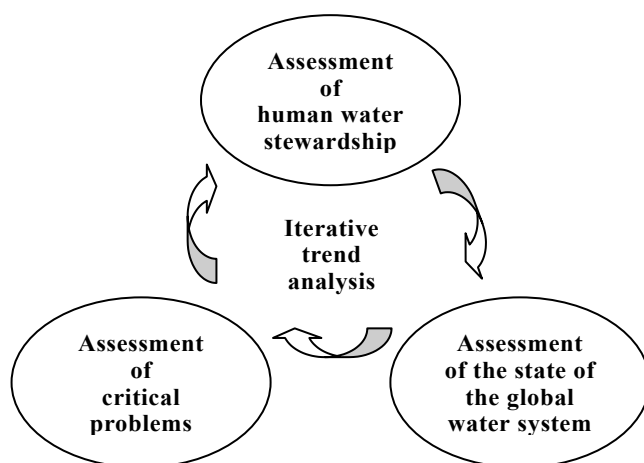 Assessment
of
human water
stewardship
Iterative
trend
analysis
Assessment
of
critical
problems
Assessment
of the state of
the global
water system